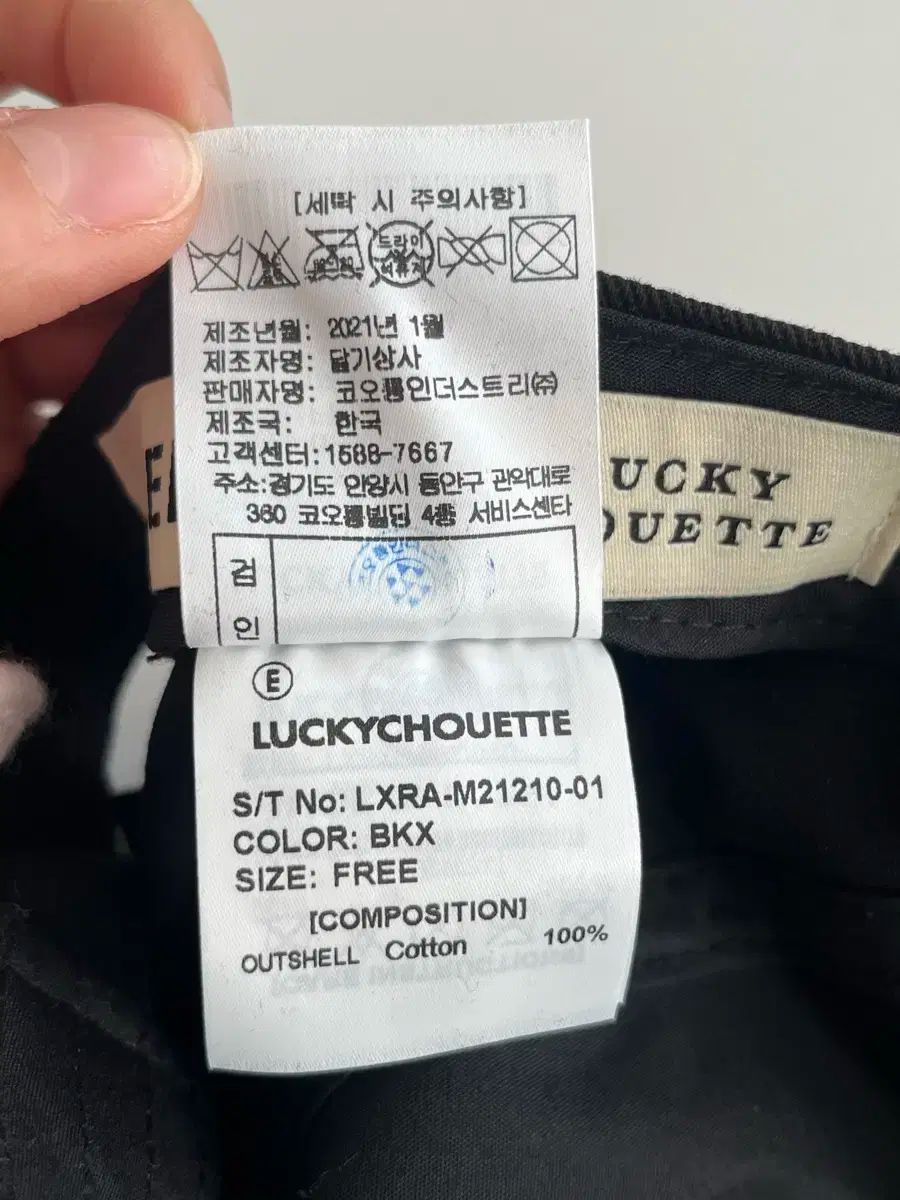 [세탁 시 주의사항]
드라이
제조년월: 2021년 1월
제조자명: 답기상사
판매자명: 코오롱인더스트리㈜
제조국: 한국
고객센터:1588-7667
주소:경기도 안양시 동안구 관악대로
360 코오롱빌딩 4층 서비스센타
검
인
UCKY
OUETTE
E
LUCKYCHOUETTE
S/T No: LXRA-M21210-01
COLOR: BKX
SIZE: FREE
[COMPOSITION]
OUTSHELL Cotton 100%